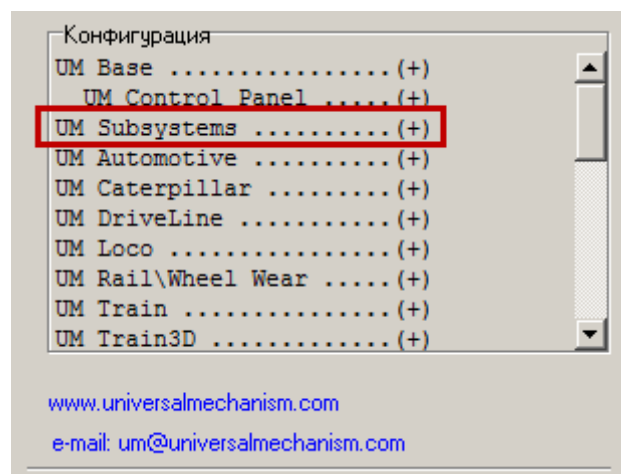 Конфигурация
UM Base .................(+)
UM Control Panel .....(+)
UM Subsystems ..........(+)
UM Automotive ..........(+)
UM Caterpillar .........(+)
UM DriveLine ...........(+)
UM Loco ................(+)
UM Rail\Wheel Wear .....(+)
UM Train ...............(+)
UM Train3D .............(+)
www.universalmechanism.com
e-mail: um@universalmechanism.com